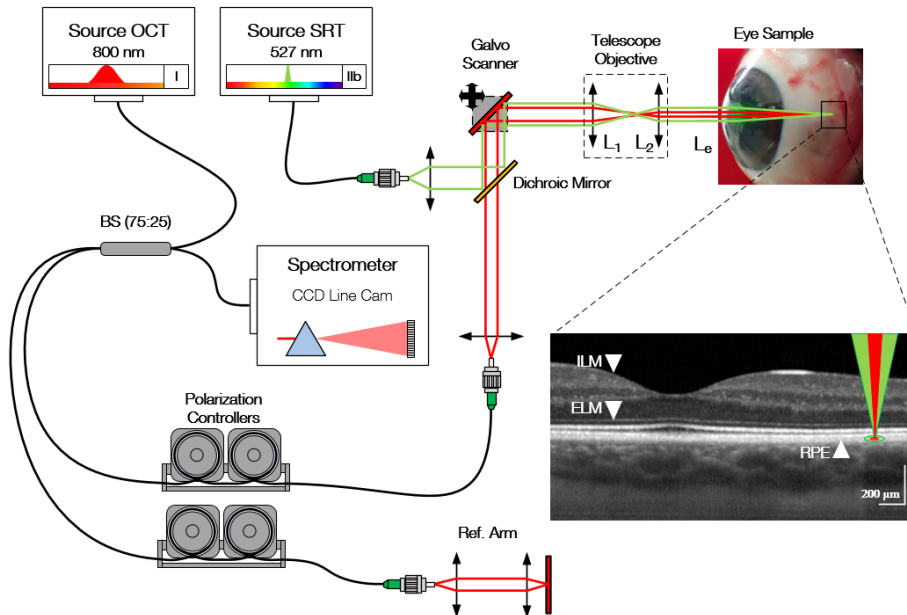 Source OCT
800 nm
I
Source SRT
527 nm
IIb
Galvo
Scanner
Telescope
Objective
Eye Sample
L1
L2
Le
Dichroic Mirror
BS (75:25)
Spectrometer
CCD Line Cam
Polarization
Controllers
ILM
ELM
RPE
200 µm
Ref. Arm